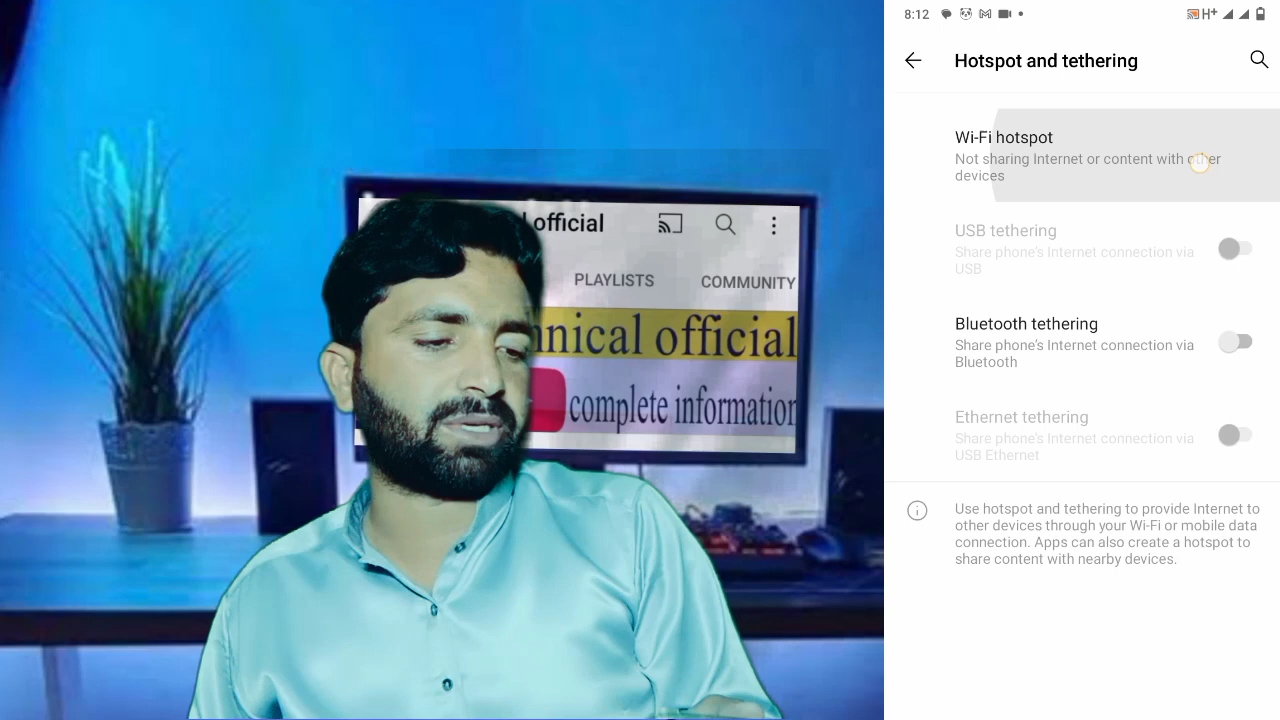 official
PLAYLISTS COMMUNITY
official
complete information
8:12
H+
Hotspot and tethering
Wi-Fi hotspot
Not sharing Internet or content with other
devices
USB tethering
Share phone's Internet connection via
USB
Bluetooth tethering
Share phone's Internet connection via
Bluetooth
Ethernet tethering
Share phone's Internet connection via
USB Ethernet
Use hotspot and tethering to provide Internet to
other devices through your Wi-Fi or mobile data
connection. Apps can also create a hotspot to
share content with nearby devices.